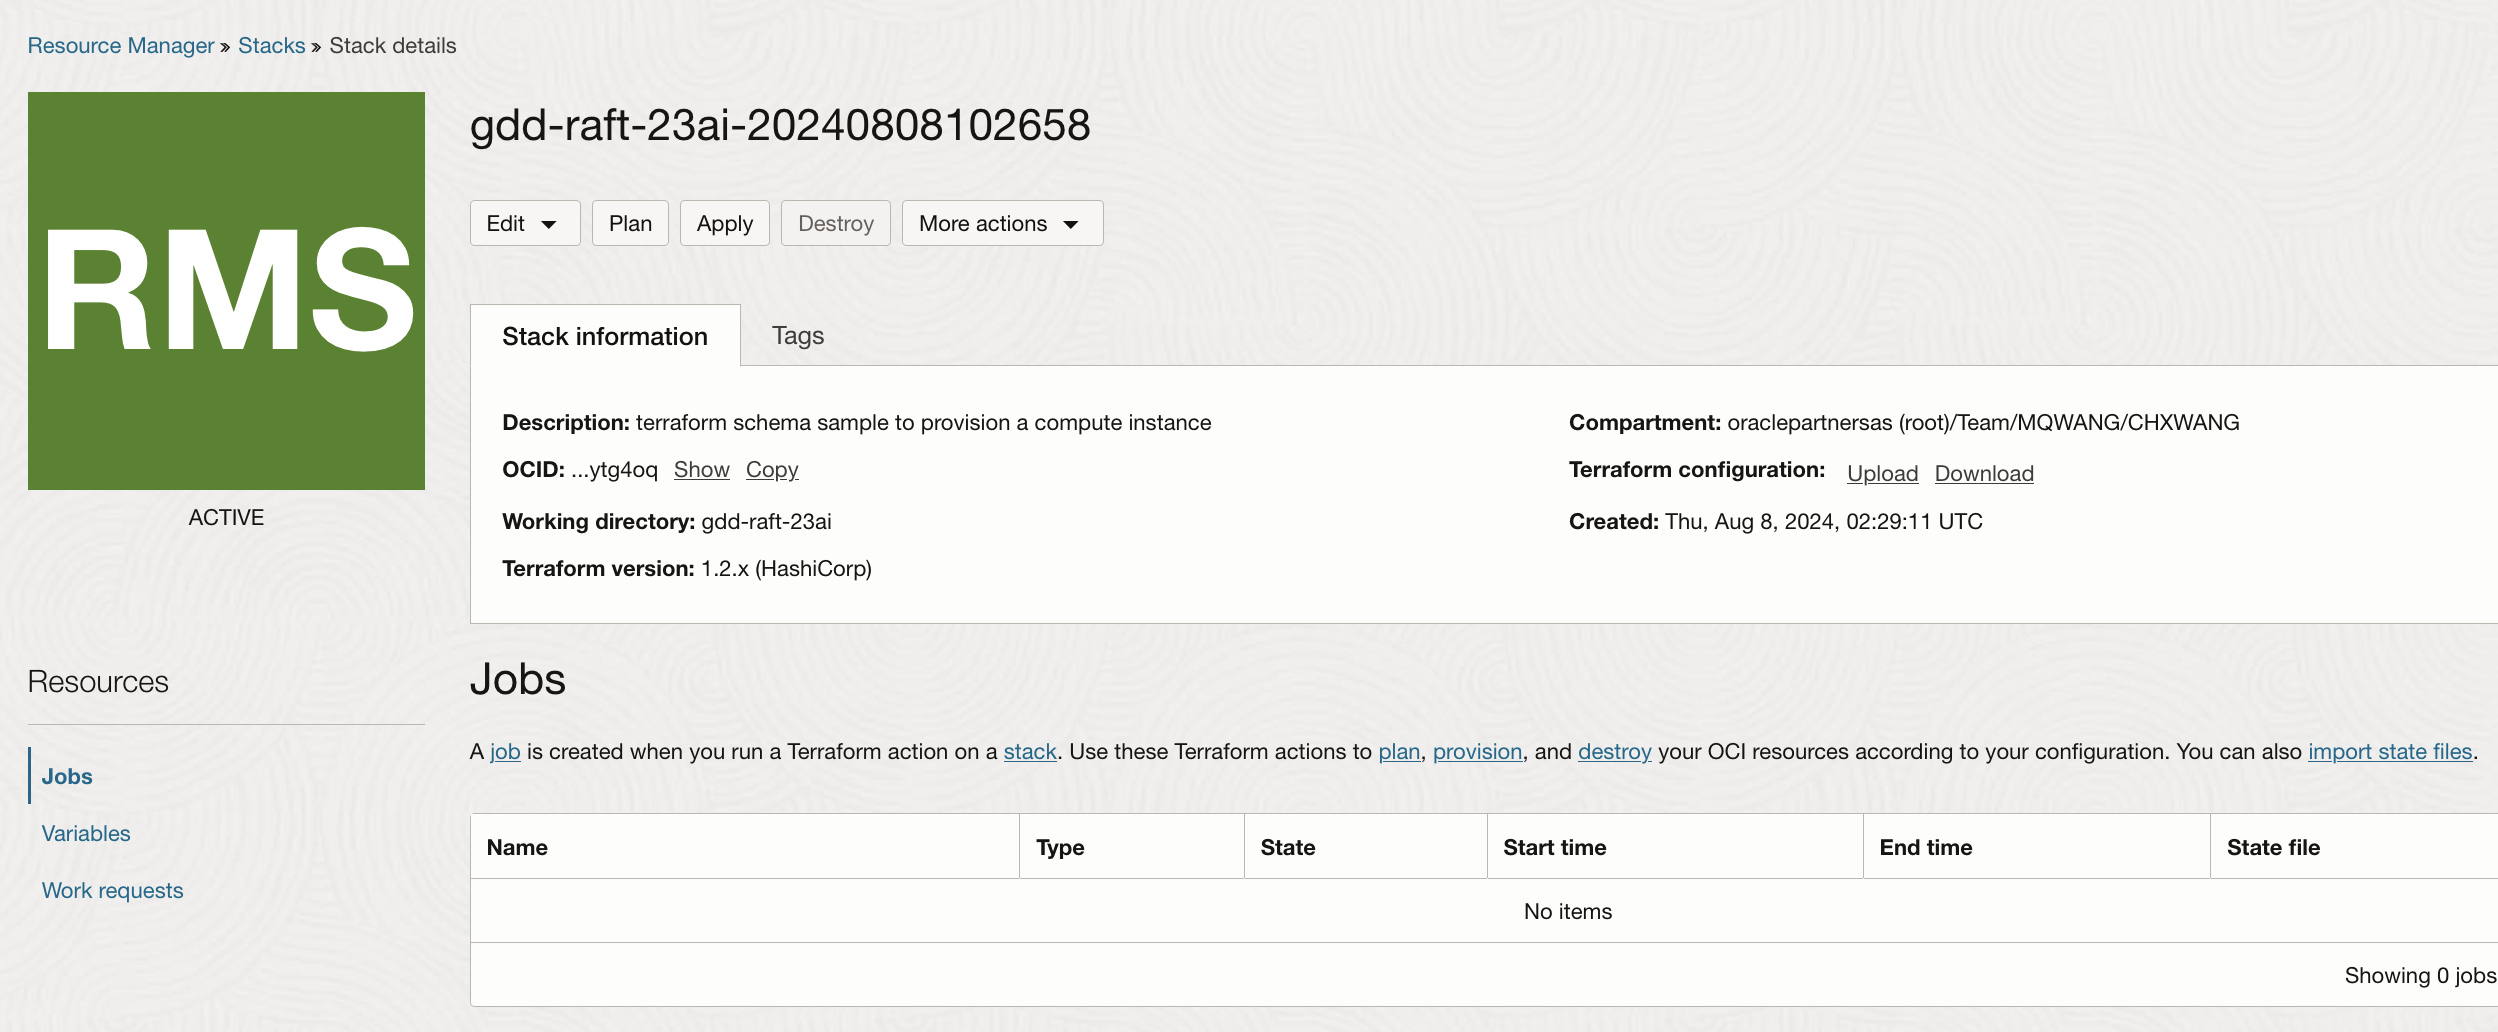 Resource Manager » Stacks » Stack details
RMS
ACTIVE
gdd-raft-23ai-20240808102658
Edit Plan Apply Destroy More actions
Stack information Tags
Description: terraform schema sample to provision a compute instance
Compartment: oraclepartnersas (root)/Team/MQWANG/CHXWANG
OCID: ...ytg4oq Show Copy
Terraform configuration: Upload Download
Working directory: gdd-raft-23ai
Created: Thu, Aug 8, 2024, 02:29:11 UTC
Terraform version: 1.2.x (HashiCorp)
Resources
Jobs
Variables
Work requests
Jobs
A job is created when you run a Terraform action on a stack. Use these Terraform actions to plan, provision, and destroy your OCI resources according to your configuration. You can also import state files.
Name Type State Start time End time State file
No items
Showing 0 jobs